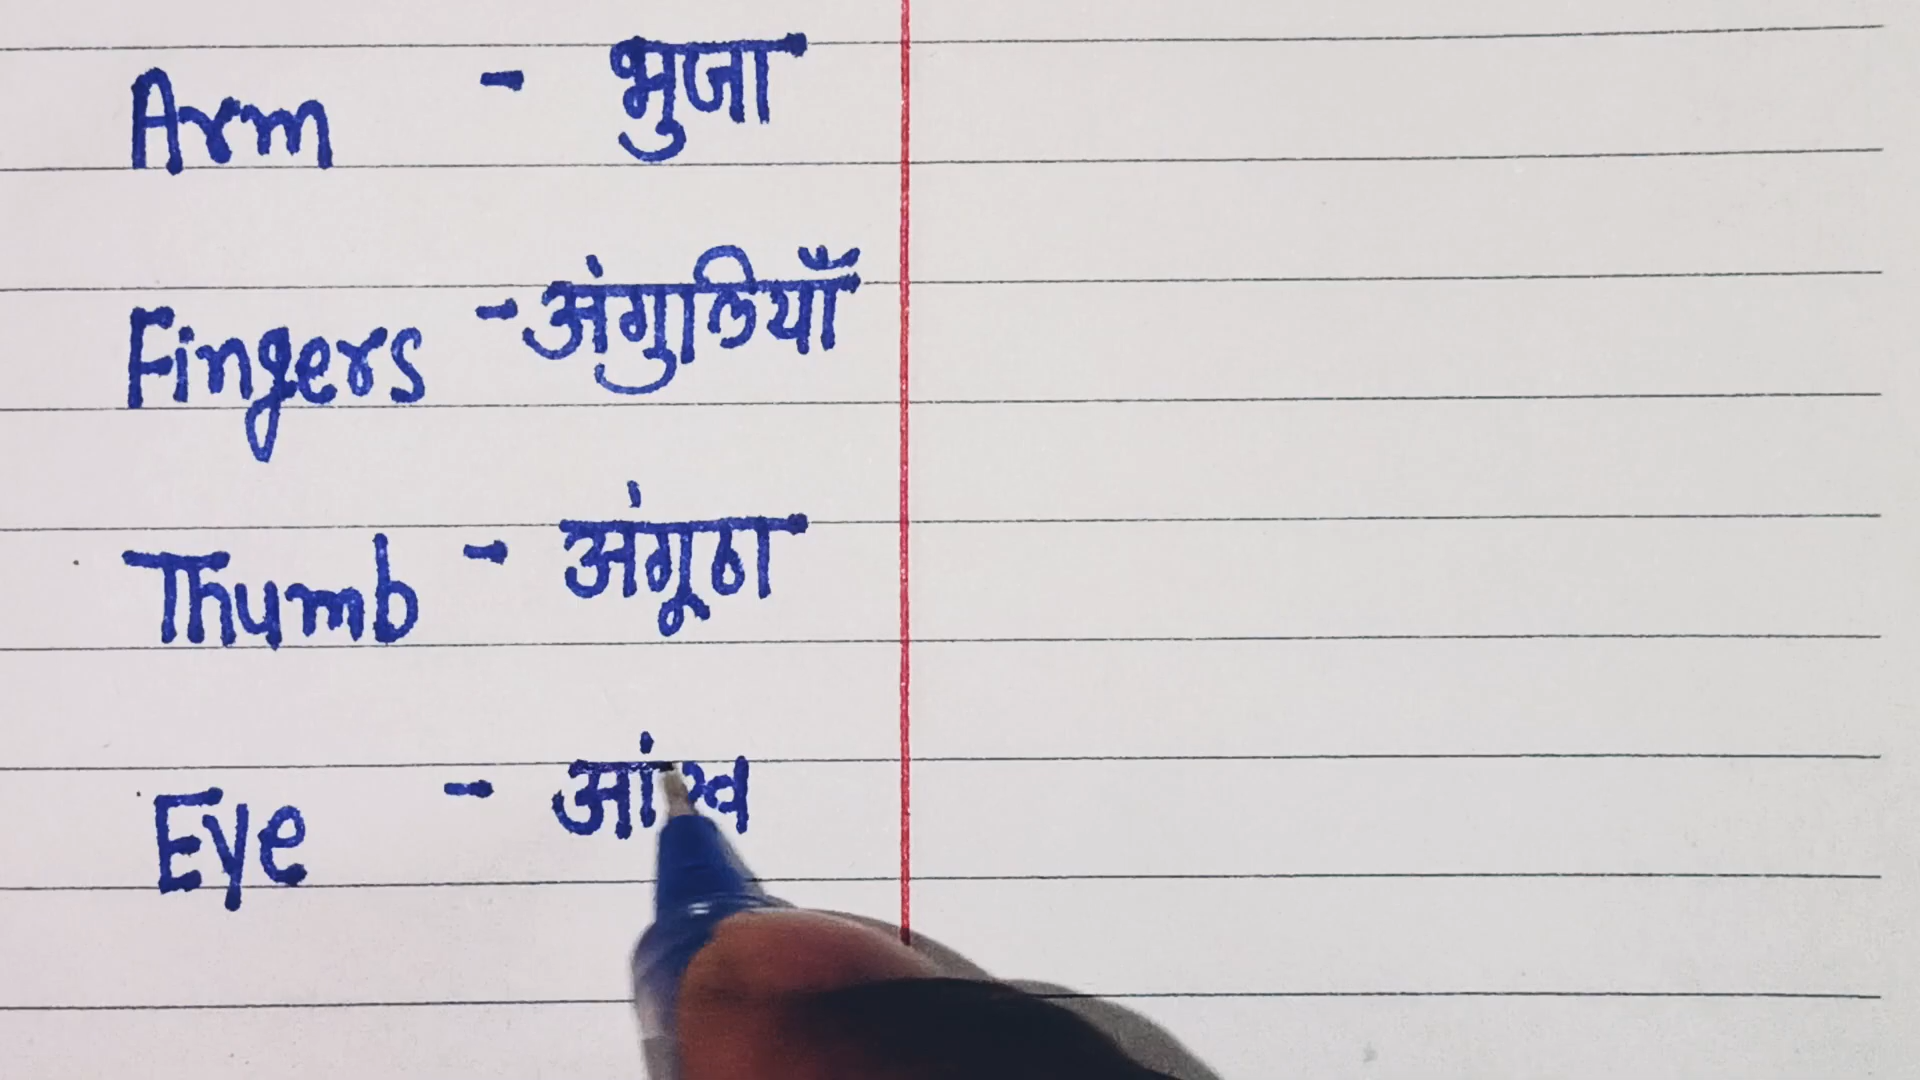 Arm - भुजा
Fingers - अंगुलियाँ
Thumb - अंगूठा
Eye - आंख